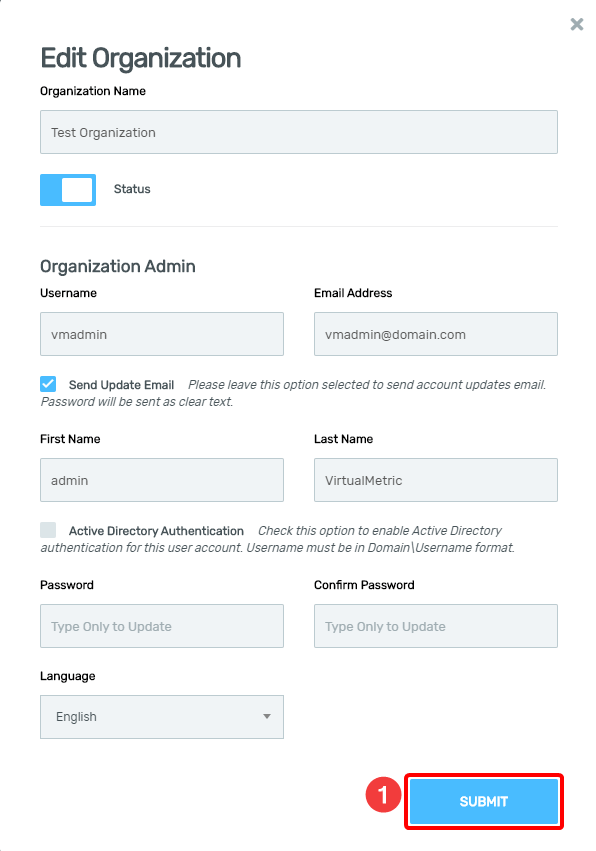 Edit Organization
Organization Name
Test Organization
Status
Organization Admin
Username
Email Address
vmadmin
vmadmin@domain.com
Send Update Email Please leave this option selected to send account updates email.
Password will be sent as clear text.
First Name
Last Name
admin
VirtualMetric
Active Directory Authentication Check this option to enable Active Directory
authentication for this user account. Username must be in Domain\Username format.
Password
Confirm Password
Type Only to Update
Type Only to Update
Language
English
1
SUBMIT